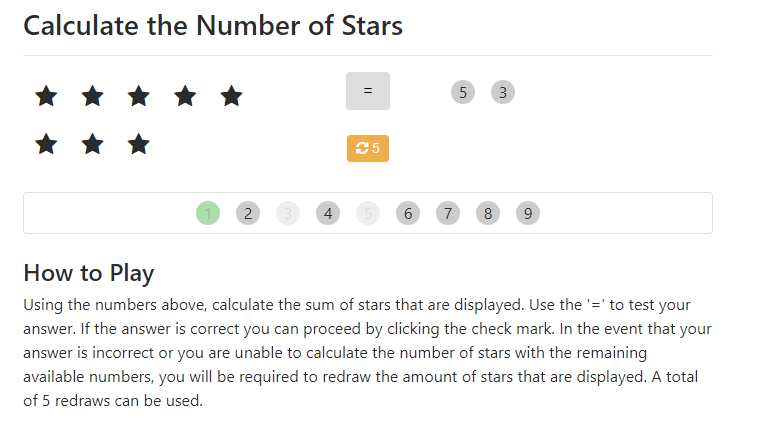 Calculate the Number of Stars
=
5 3
5
1 2 3 4 5 6 7 8 9
How to Play
Using the numbers above, calculate the sum of stars that are displayed. Use the '=' to test your
answer. If the answer is correct you can proceed by clicking the check mark. In the event that your
answer is incorrect or you are unable to calculate the number of stars with the remaining
available numbers, you will be required to redraw the amount of stars that are displayed. A total
of 5 redraws can be used.